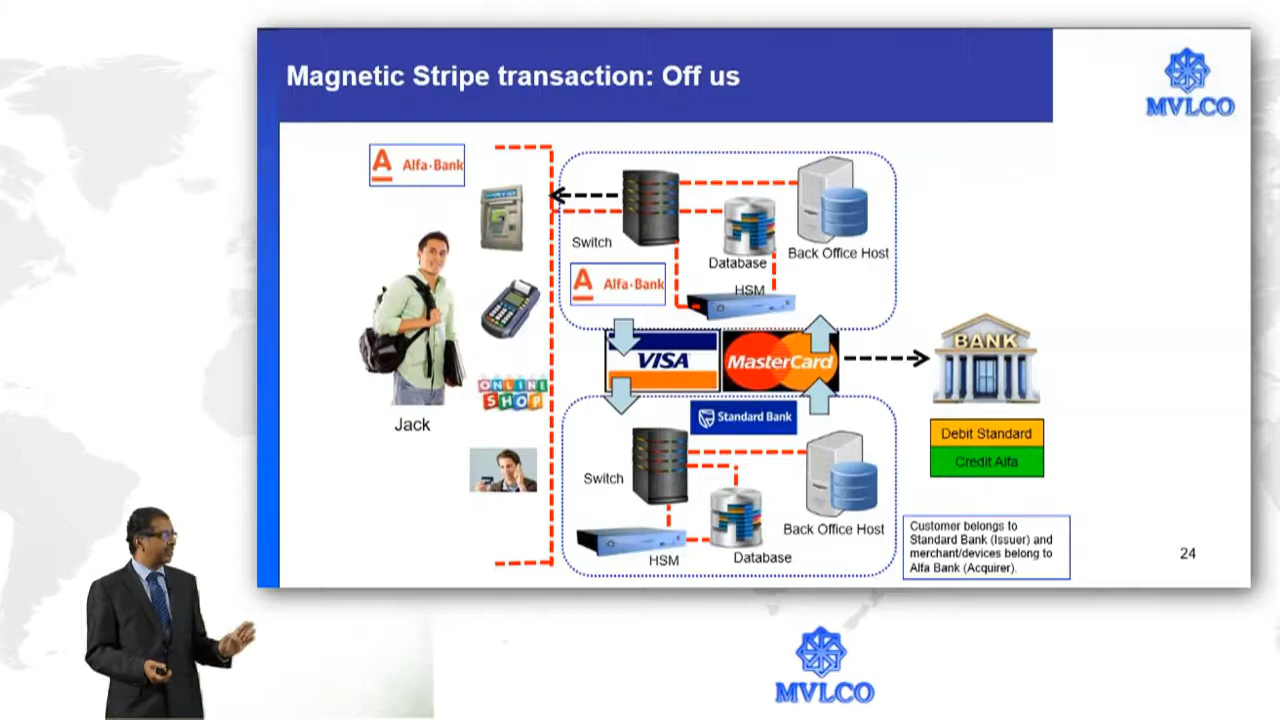 Magnetic Stripe transaction: Off us
MVLCO
A Alfa-Bank
Switch
Database
Back Office Host
A Alfa-Bank
HSM
VISA
MasterCard
BANK
ONLINE
SHOP
Jack
Standard Bank
Debit Standard
Credit Alfa
Switch
Back Office Host
HSM
Database
Customer belongs to
Standard Bank (Issuer) and
merchant/devices belong to
Alfa Bank (Acquirer).
24
MVLCO